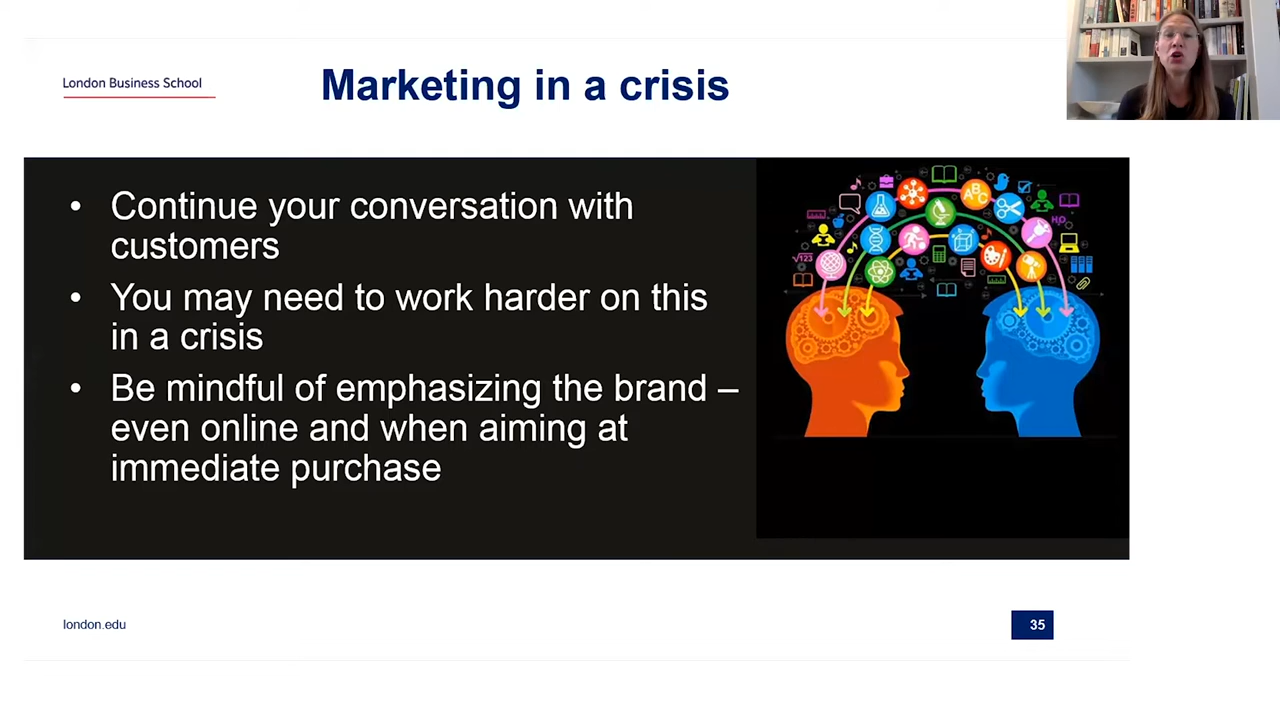 London Business School
Marketing in a crisis
• Continue your conversation with
customers
• You may need to work harder on this
in a crisis
• Be mindful of emphasizing the brand –
even online and when aiming at
immediate purchase
A B C
H₂O
√123
london.edu
35